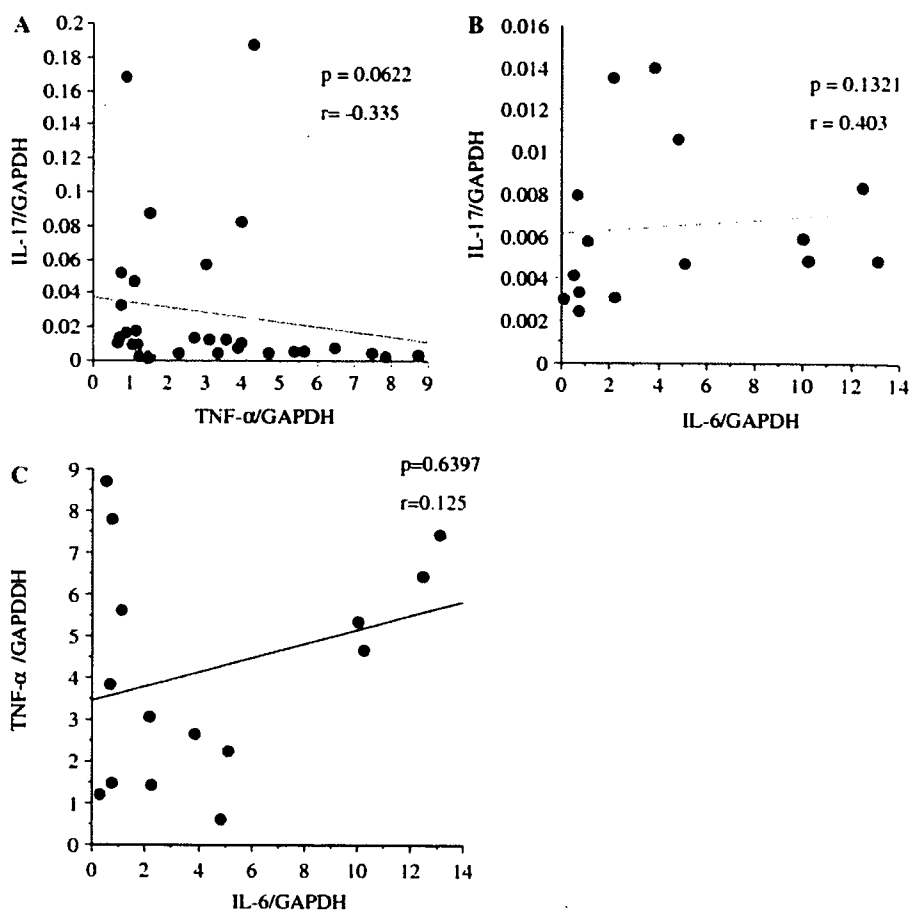 A
0.2
0.18
0.16
0.14
0.12
0.1
0.08
0.06
0.04
0.02
0
IL-17/GAPDH
p = 0.0622
r= -0.335
0 1 2 3 4 5 6 7 8 9
TNF-α/GAPDH
B
0.016
0.014
0.012
0.01
0.008
0.006
0.004
0.002
0
IL-17/GAPDH
p = 0.1321
r = 0.403
0 2 4 6 8 10 12 14
IL-6/GAPDH
C
9
8
7
6
5
4
3
2
1
0
TNF-α /GAPDDH
p=0.6397
r=0.125
0 2 4 6 8 10 12 14
IL-6/GAPDH